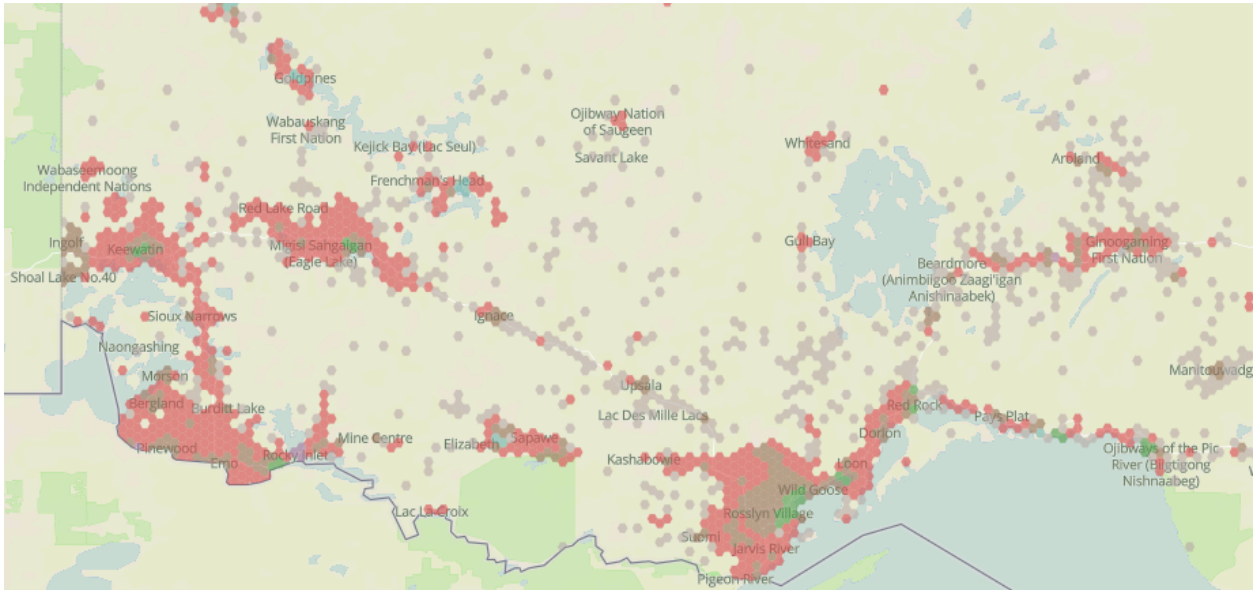 Goldpines
Wabauskang
First Nation
Ojibway Nation
of Saugeen
Kejick Bay (Lac Seul)
Savant Lake
Whitesand
Aroland
Wabaseemoong
Independent Nations
Frenchman's Head
Red Lake Road
Ingolf
Keewatin
Migisi Sahgaigan
(Eagle Lake)
Gull Bay
Ginoogaming
First Nation
Shoal Lake No.40
Beardmore
(Animbiigoo Zaagi'igan
Anishinaabek)
Sioux Narrows
Ignace
Naongashing
Morson
Upsala
Manitouwadg
Bergland
Burditt Lake
Lac Des Mille Lacs
Red Rock
Pays Plat
Pinewood
Mine Centre
Elizabeth
Sapawe
Dorion
Emo
Rocky Inlet
Kashabowie
Loon
Ojibways of the Pic
River (Biigtigong
Nishnaabeg)
Wild Goose
Lac La Croix
Rosslyn Village
Suomi
Jarvis River
Pigeon River